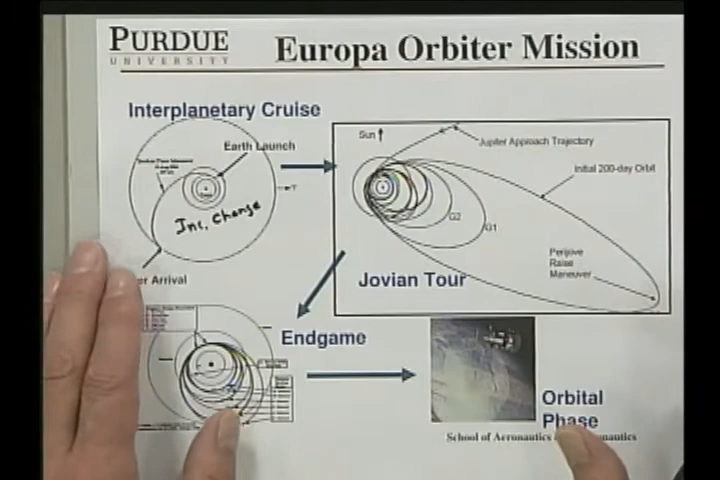 PURDUE
UNIVERSITY
Europa Orbiter Mission
Interplanetary Cruise
Earth Launch
Inc. Change
er Arrival
Sun
Jupiter Approach Trajectory
Initial 200-day Orbit
G2
G1
Perijove
Raise
Maneuver
Jovian Tour
Endgame
Orbital
Phase
School of Aeronautics